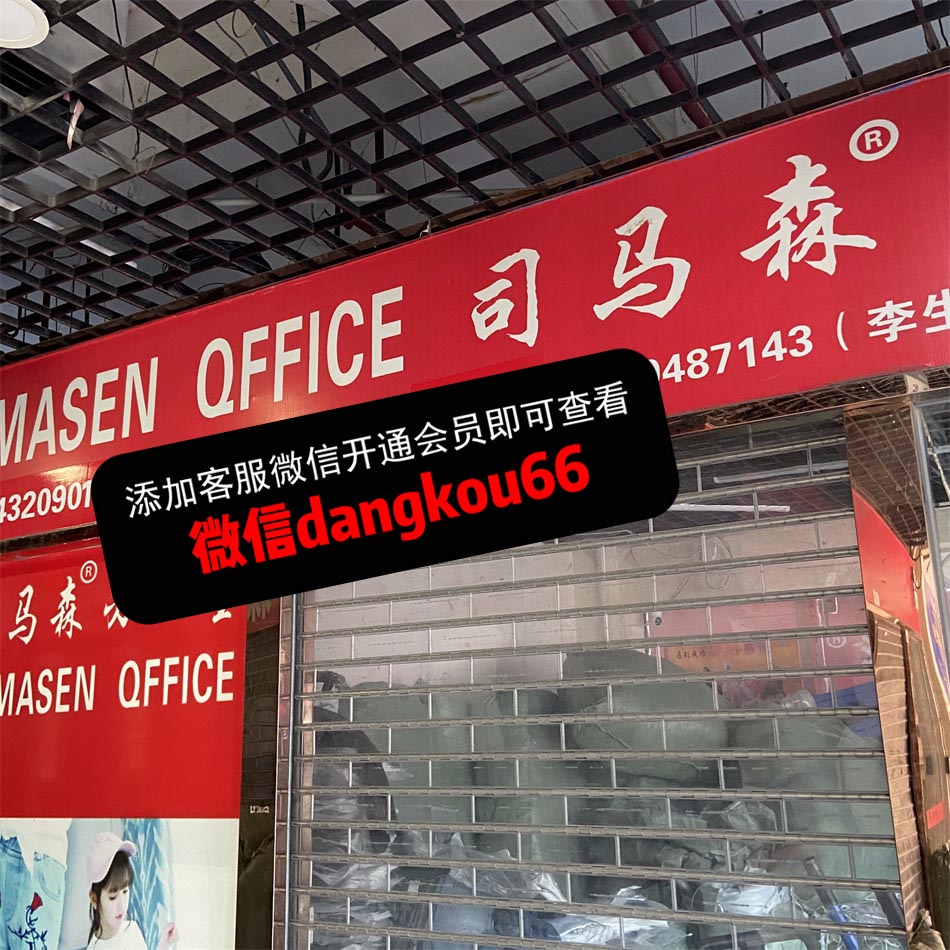 MASEN QFFICE 司马森®
0487143（李生
4320901
添加客服微信开通会员即可查看
微信dangkou66
马森®
MASEN QFFICE